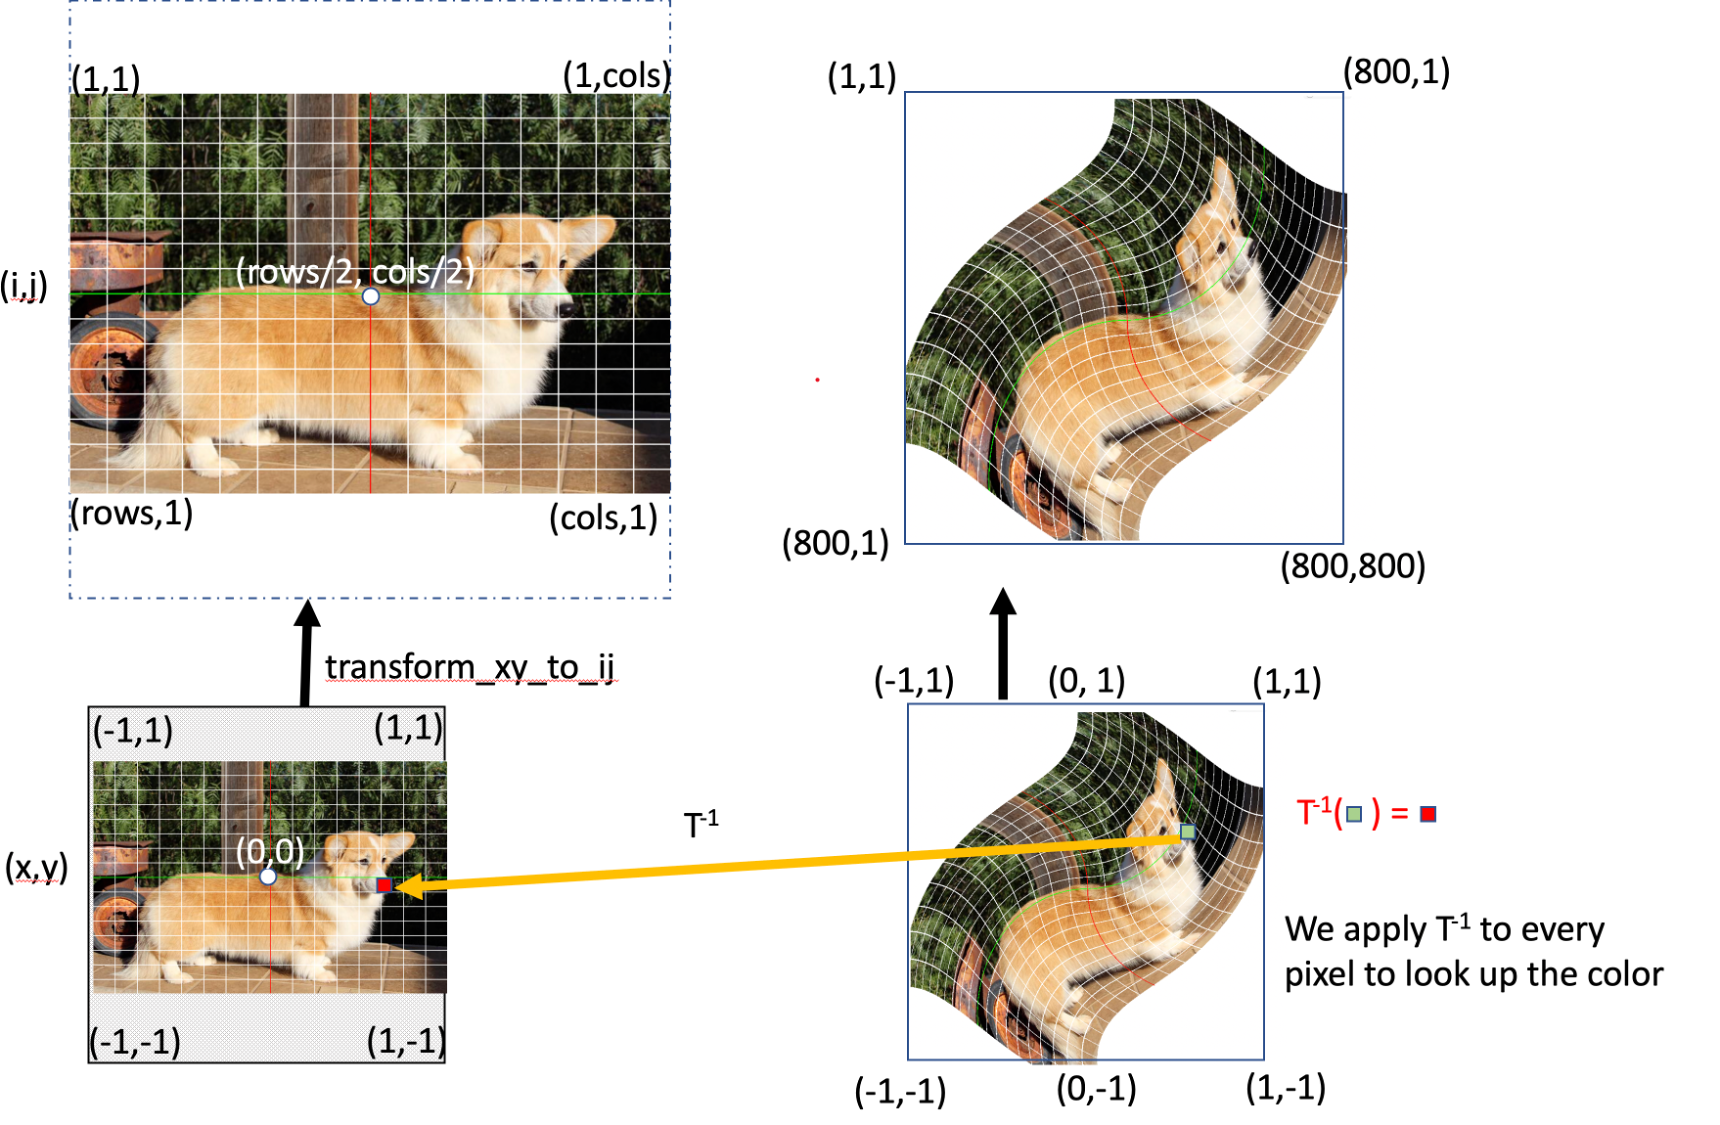 (1,1)
(1,cols)
(1,1)
(800,1)
(i,j)
(rows/2, cols/2)
(rows,1)
(cols,1)
(800,1)
(800,800)
transform_xy_to_ij
(-1,1)
(0, 1)
(1,1)
(-1,1)
(1,1)
(x,y)
(0,0)
T-1
T-1( ) =
We apply T-1 to every
pixel to look up the color
(-1,-1)
(1,-1)
(-1,-1)
(0,-1)
(1,-1)